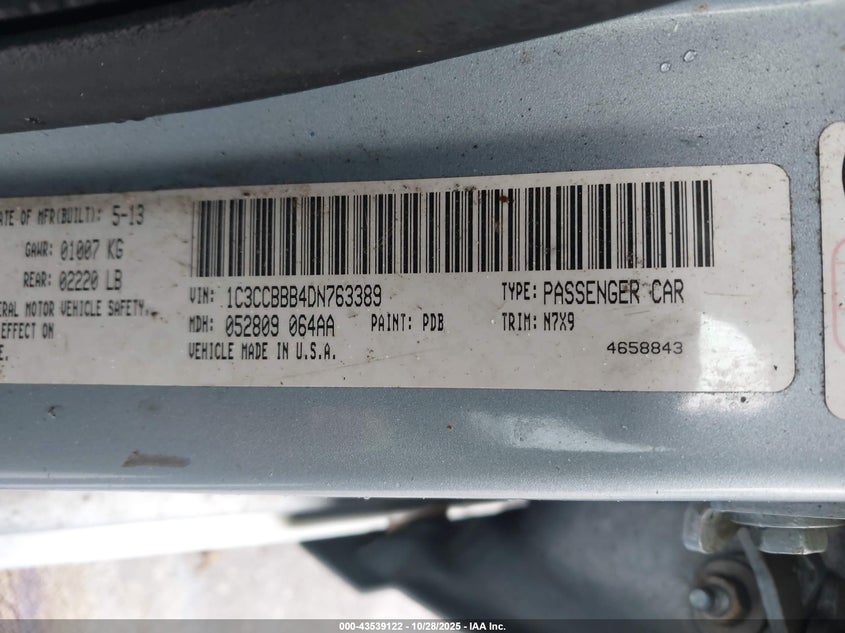 ATE OF MFR(BUILT): 5-13
GAWR: 01007 KG
REAR: 02220 LB
ERAL MOTOR VEHICLE SAFETY,
EFFECT ON
E.
VIN: 1C3CCBBB4DN763389 TYPE: PASSENGER CAR
MDH: 052809 064AA PAINT: PDB TRIM: N7X9
VEHICLE MADE IN U.S.A. 4658843
000-43539122 - 10/28/2025 - IAA Inc.